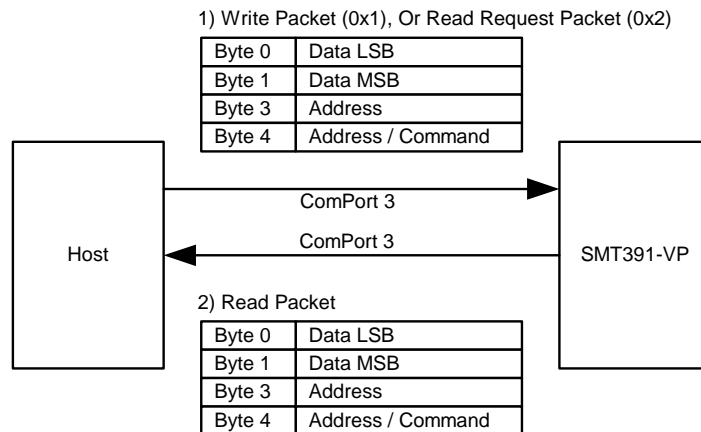 1) Write Packet (0x1), Or Read Request Packet (0x2)
Byte 0 Data LSB
Byte 1 Data MSB
Byte 3 Address
Byte 4 Address / Command
ComPort 3
ComPort 3
Host
SMT391-VP
2) Read Packet
Byte 0 Data LSB
Byte 1 Data MSB
Byte 3 Address
Byte 4 Address / Command